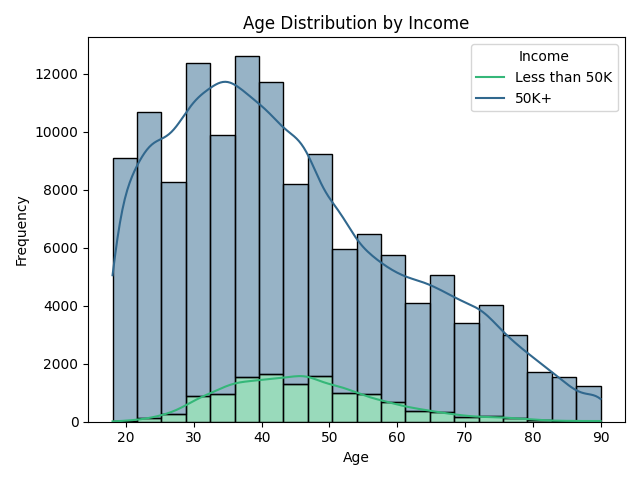 Age Distribution by Income
Income
Less than 50K
50K+
Frequency
12000
10000
8000
6000
4000
2000
0
20 30 40 50 60 70 80 90
Age